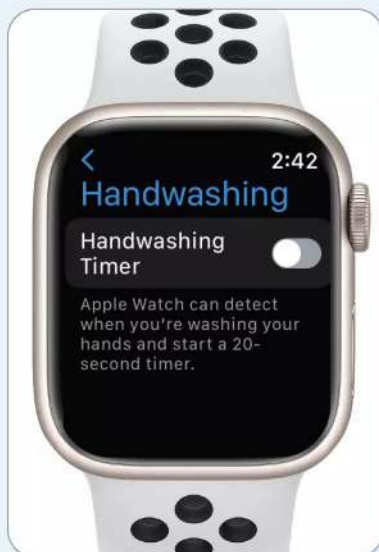 2:42
Handwashing
Handwashing
Timer
Apple Watch can detect
when you're washing your
hands and start a 20-
second timer.